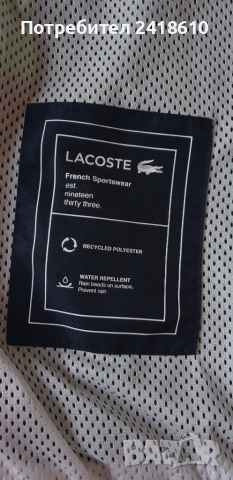 Потребител 2418610
LACOSTE
French Sportswear
est.
nineteen
thirty three.
RECYCLED POLYESTER
WATER REPELLENT
Rain beads on surface,
Prevent rain
BAZAR